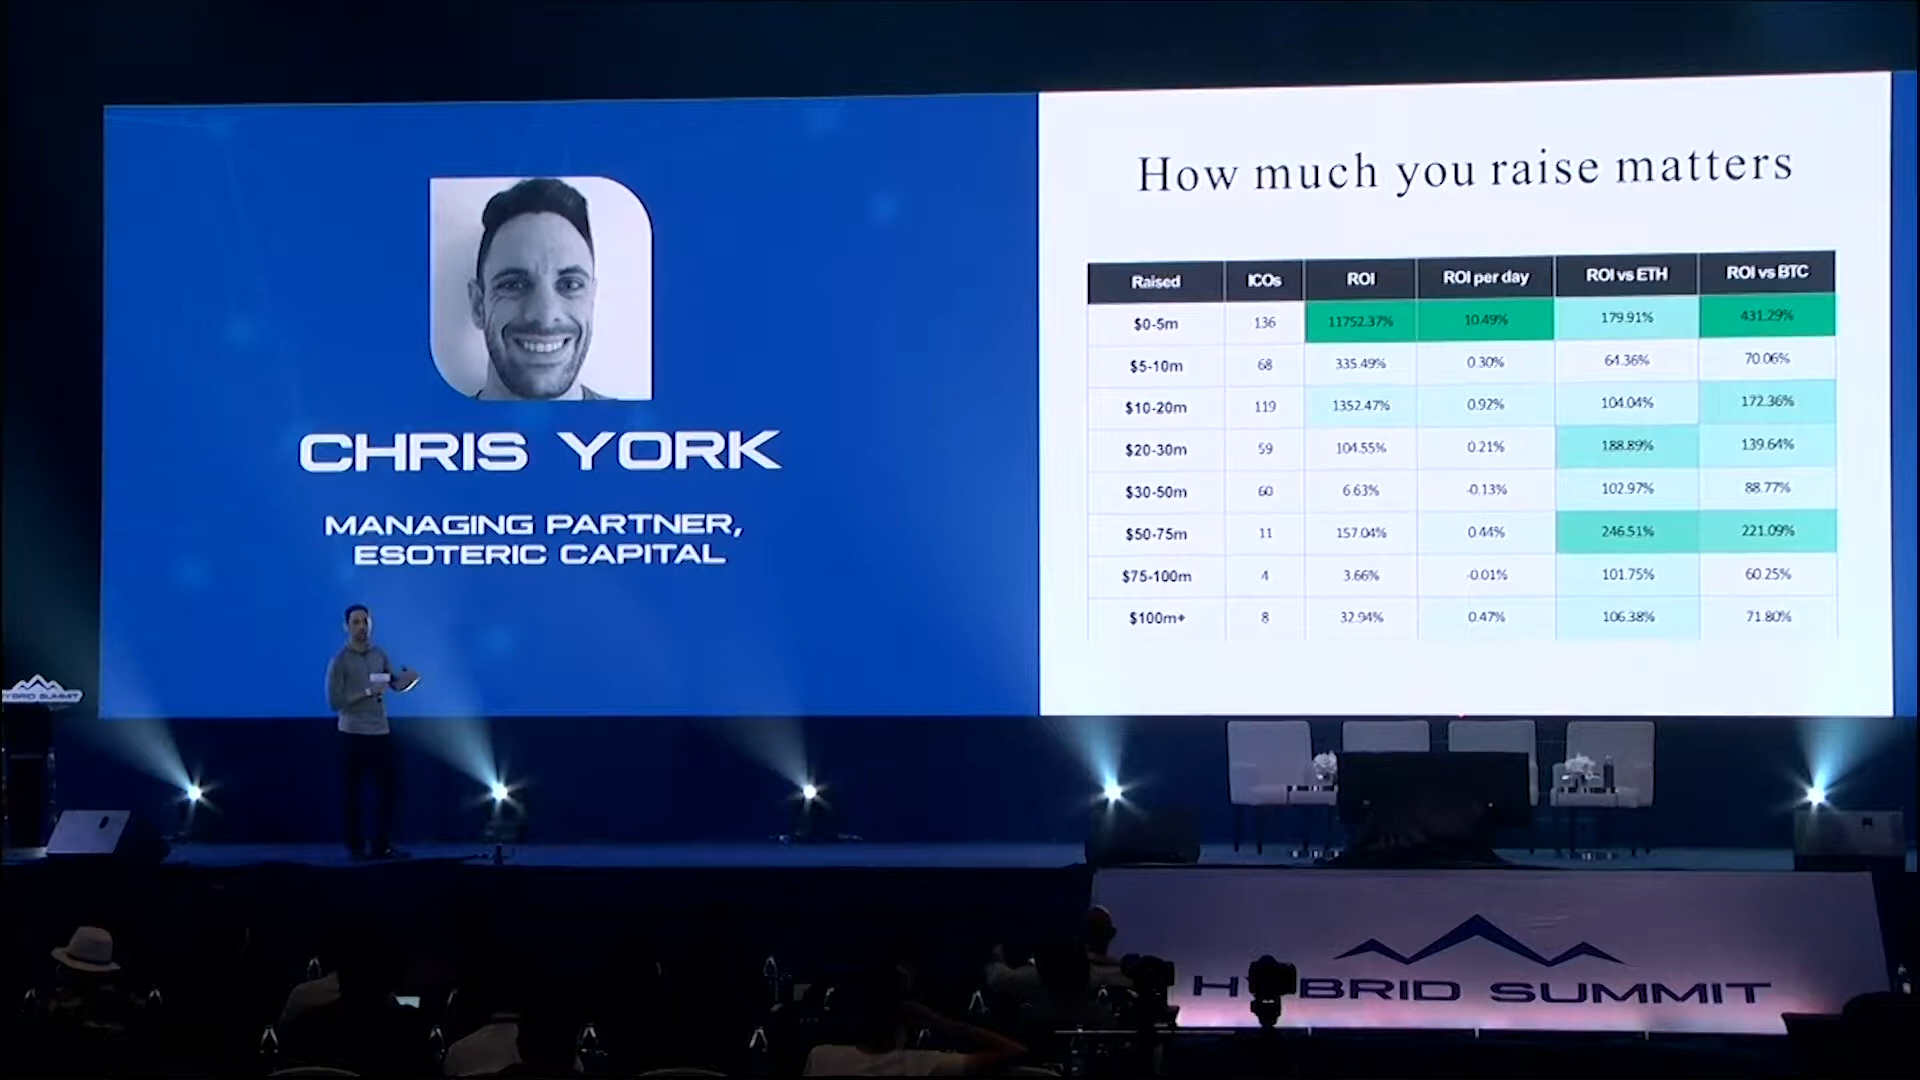 CHRIS YORK
MANAGING PARTNER,
ESOTERIC CAPITAL
How much you raise matters
Raised ICOs ROI ROI per day ROI vs ETH ROI vs BTC
$0-5m 136 11752.37% 10.49% 179.91% 431.29%
$5-10m 68 335.49% 0.30% 64.36% 70.06%
$10-20m 119 1352.47% 0.92% 104.04% 172.36%
$20-30m 59 104.55% 0.21% 188.89% 139.64%
$30-50m 60 6.63% -0.13% 102.97% 88.77%
$50-75m 11 157.04% 0.44% 246.51% 221.09%
$75-100m 4 3.66% -0.01% 101.75% 60.25%
$100m+ 8 32.94% 0.47% 106.38% 71.80%
HYBRID SUMMIT
HYBRID SUMMIT